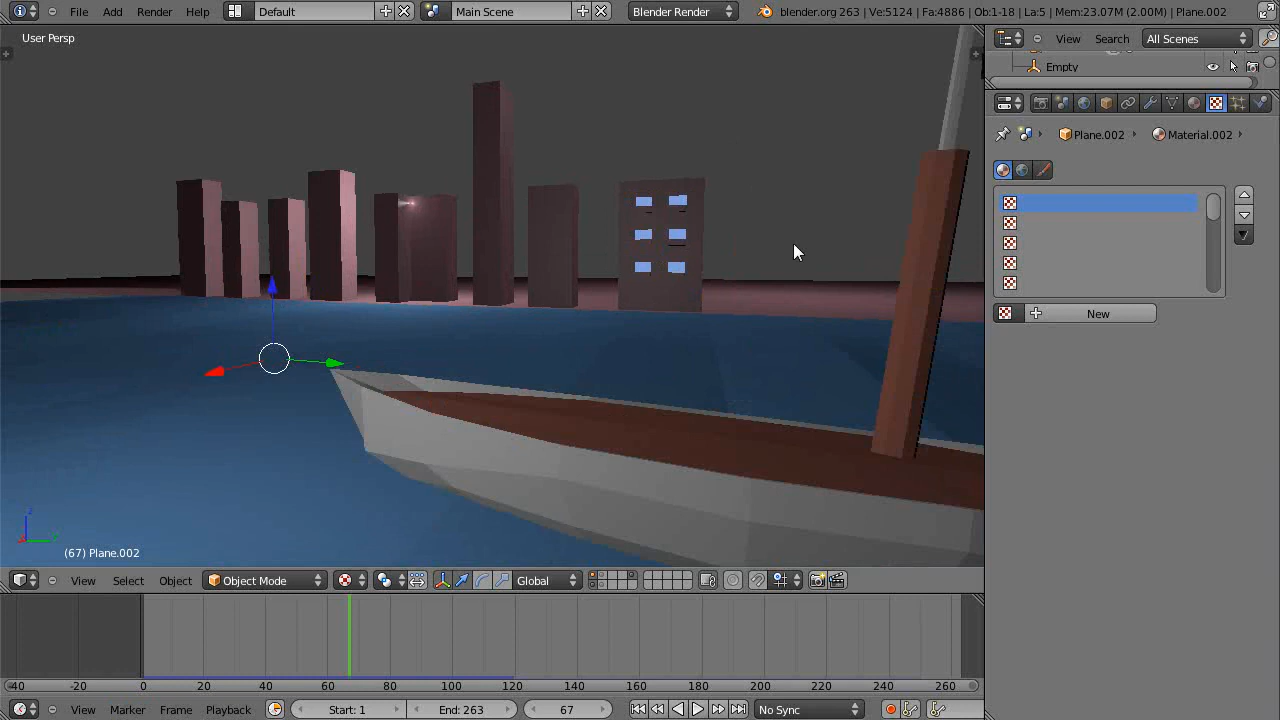 File Add Render Help Default Main Scene Blender Render blender.org 263 | Ve:5124 | Fa:4886 | Ob:1-18 | La:5 | Mem:23.07M (2.00M) | Plane.002
User Persp
View Search All Scenes
Empty
Plane.002 Material.002
New
z
(67) Plane.002
View Select Object Object Mode Global
-40 -20 0 20 40 60 80 100 120 140 160 180 200 220 240 260
View Marker Frame Playback Start: 1 End: 263 67 No Sync